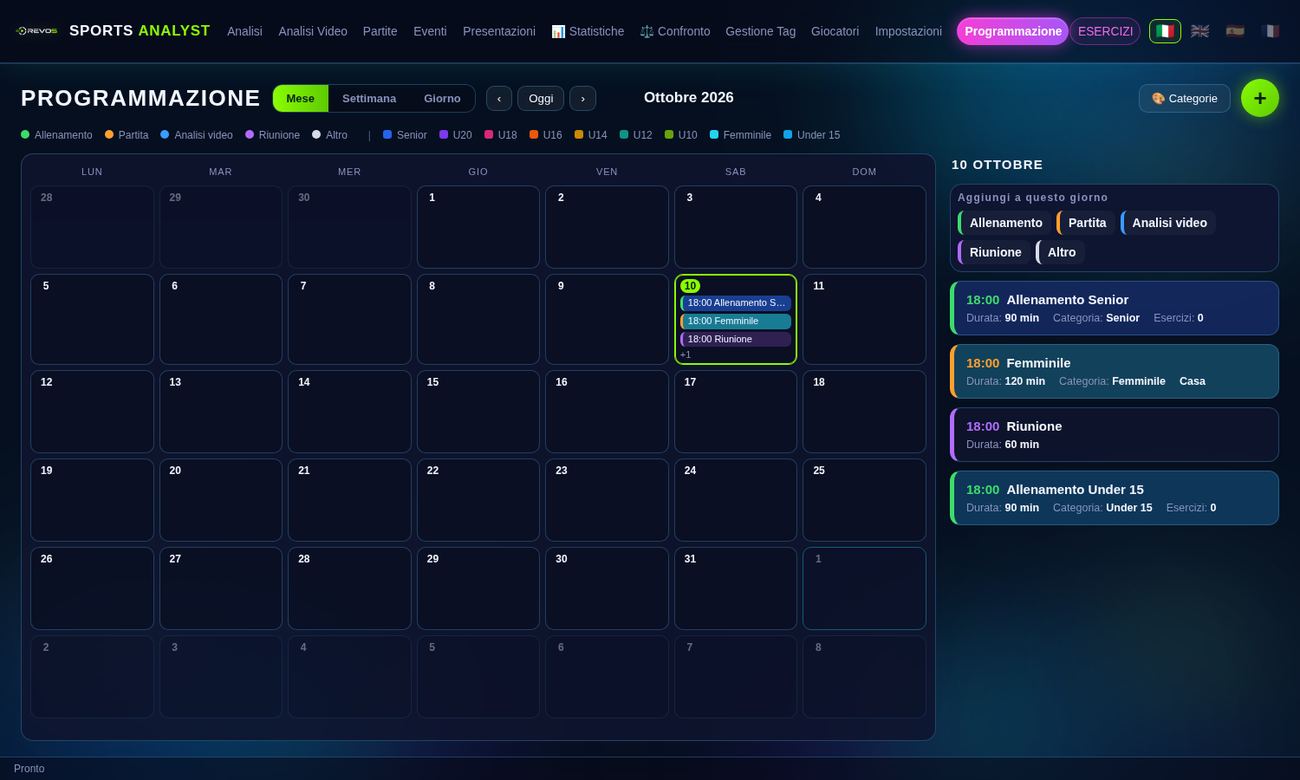 REVOS SPORTS ANALYST Analisi Analisi Video Partite Eventi Presentazioni 📊 Statistiche ⚖️ Confronto Gestione Tag Giocatori Impostazioni Programmazione ESERCIZI
PROGRAMMAZIONE Mese Settimana Giorno ‹ Oggi › Ottobre 2026 🎨 Categorie +
Allenamento Partita Analisi video Riunione Altro | Senior U20 U18 U16 U14 U12 U10 Femminile Under 15
LUN MAR MER GIO VEN SAB DOM
28 29 30 1 2 3 4
5 6 7 8 9 10 11
18:00 Allenamento S...
18:00 Femminile
18:00 Riunione
+1
12 13 14 15 16 17 18
19 20 21 22 23 24 25
26 27 28 29 30 31 1
2 3 4 5 6 7 8
10 OTTOBRE
Aggiungi a questo giorno
Allenamento Partita Analisi video
Riunione Altro
18:00 Allenamento Senior
Durata: 90 min Categoria: Senior Esercizi: 0
18:00 Femminile
Durata: 120 min Categoria: Femminile Casa
18:00 Riunione
Durata: 60 min
18:00 Allenamento Under 15
Durata: 90 min Categoria: Under 15 Esercizi: 0
Pronto